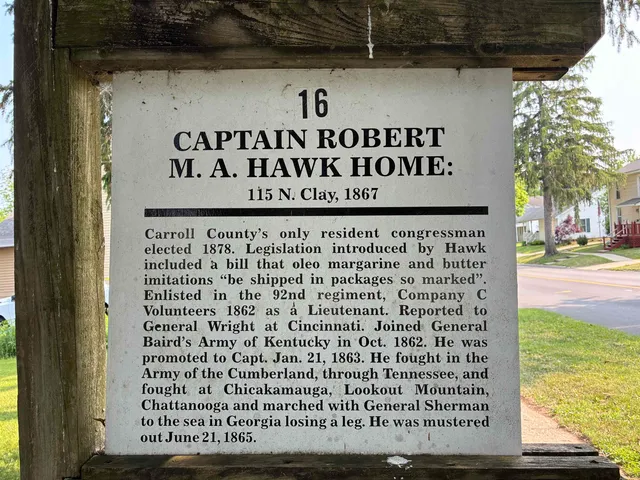 16
CAPTAIN ROBERT
M. A. HAWK HOME:
115 N. Clay, 1867
Carroll County's only resident congressman
elected 1878. Legislation introduced by Hawk
included a bill that oleo margarine and butter
imitations "be shipped in packages so marked".
Enlisted in the 92nd regiment, Company C
Volunteers 1862 as a Lieutenant. Reported to
General Wright at Cincinnati. Joined General
Baird's Army of Kentucky in Oct. 1862. He was
promoted to Capt. Jan. 21, 1863. He fought in the
Army of the Cumberland, through Tennessee, and
fought at Chicakamauga, Lookout Mountain,
Chattanooga and marched with General Sherman
to the sea in Georgia losing a leg. He was mustered
out June 21, 1865.